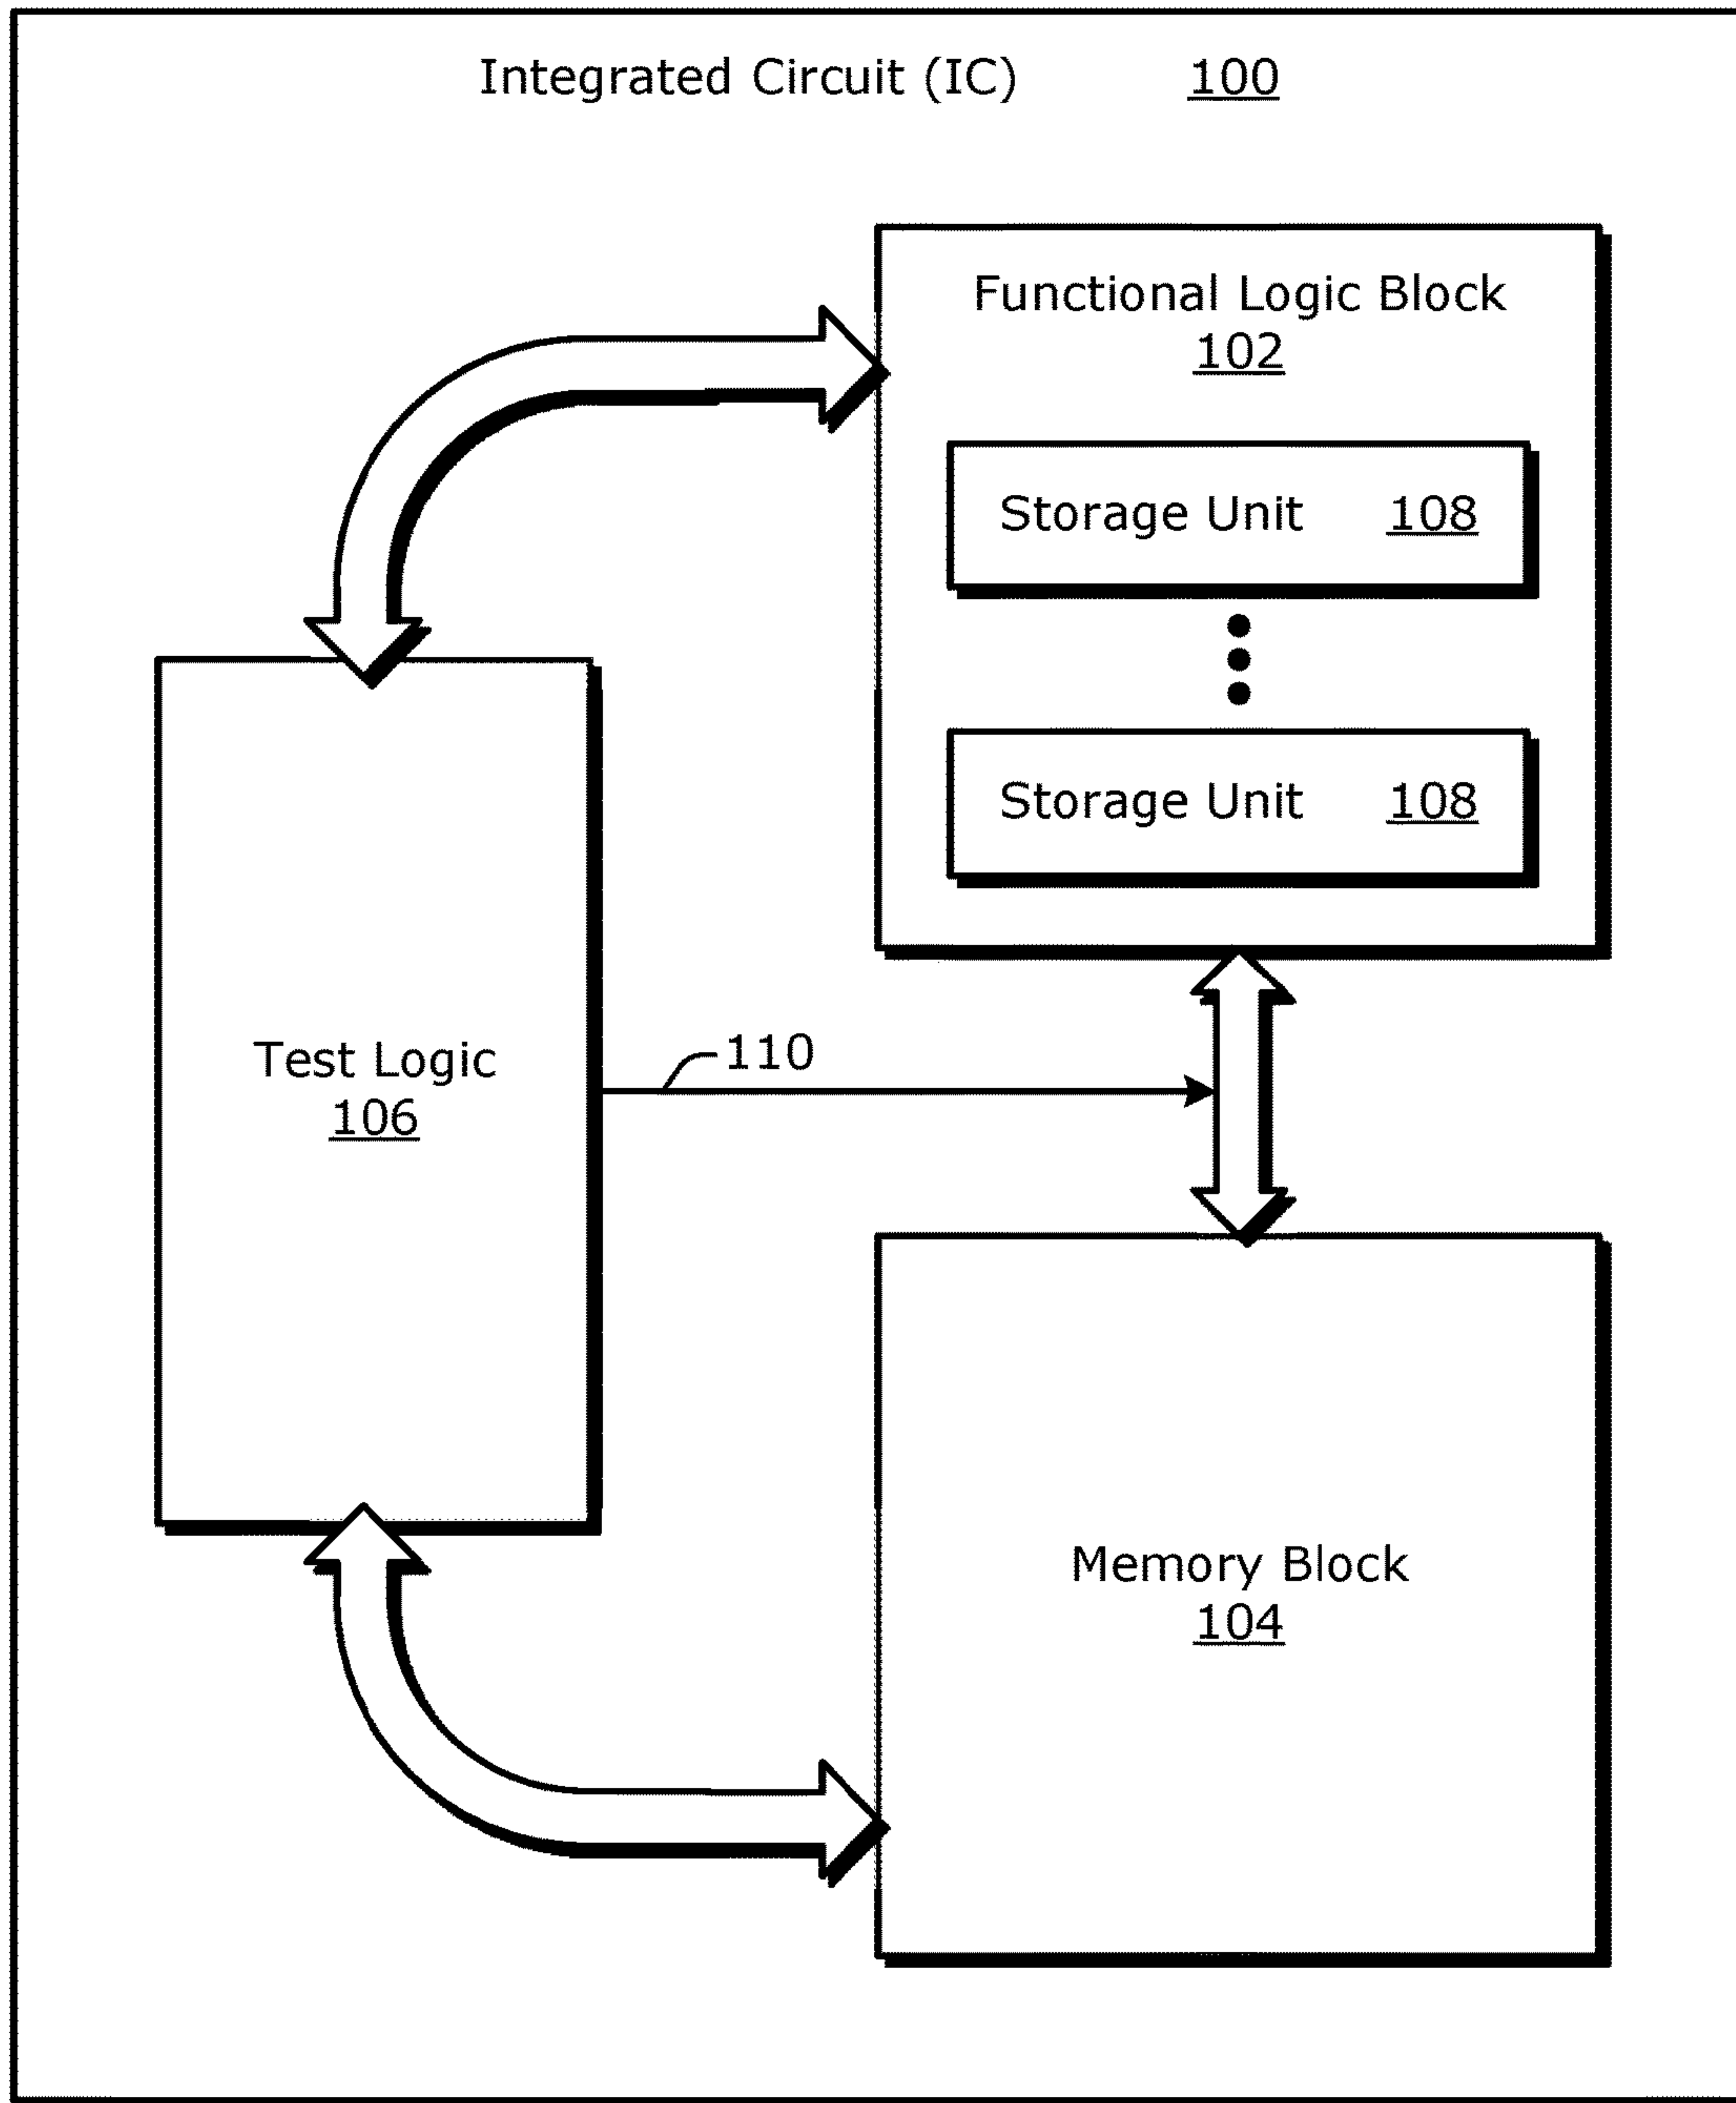 Integrated Circuit (IC) 100
Functional Logic Block
102
Storage Unit 108
Storage Unit 108
110
Test Logic
106
Memory Block
104